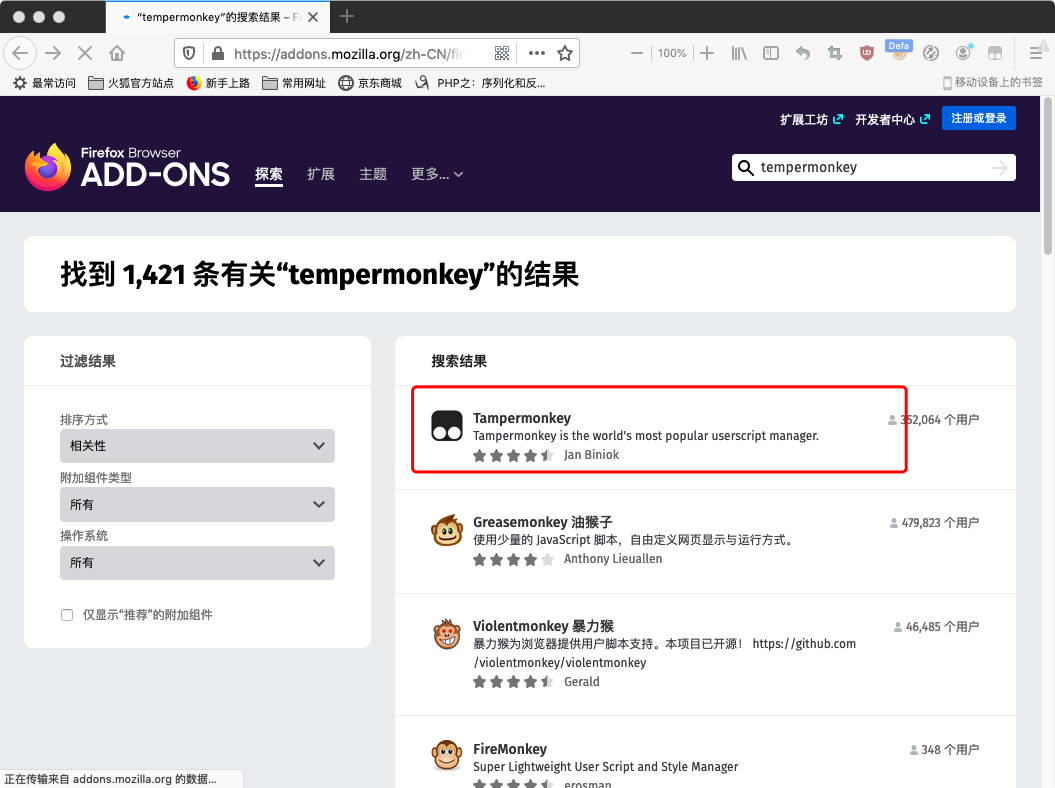 “tempermonkey”的搜索结果 – Fi
https://addons.mozilla.org/zh-CN/fir
100%
Defa
最常访问
火狐官方站点
新手上路
常用网址
京东商城
PHP之：序列化和反...
移动设备上的书签
扩展工坊
开发者中心
注册或登录
Firefox Browser
ADD-ONS
探索
扩展
主题
更多...
tempermonkey
找到 1,421 条有关“tempermonkey”的结果
过滤结果
排序方式
相关性
附加组件类型
所有
操作系统
所有
仅显示“推荐”的附加组件
搜索结果
Tampermonkey
352,064 个用户
Tampermonkey is the world's most popular userscript manager.
Jan Biniok
Greasemonkey 油猴子
479,823 个用户
使用少量的 JavaScript 脚本，自由定义网页显示与运行方式。
Anthony Lieuallen
Violentmonkey 暴力猴
46,485 个用户
暴力猴为浏览器提供用户脚本支持。本项目已开源！ https://github.com
/violentmonkey/violentmonkey
Gerald
FireMonkey
348 个用户
Super Lightweight User Script and Style Manager
erosman
正在传输来自 addons.mozilla.org 的数据...